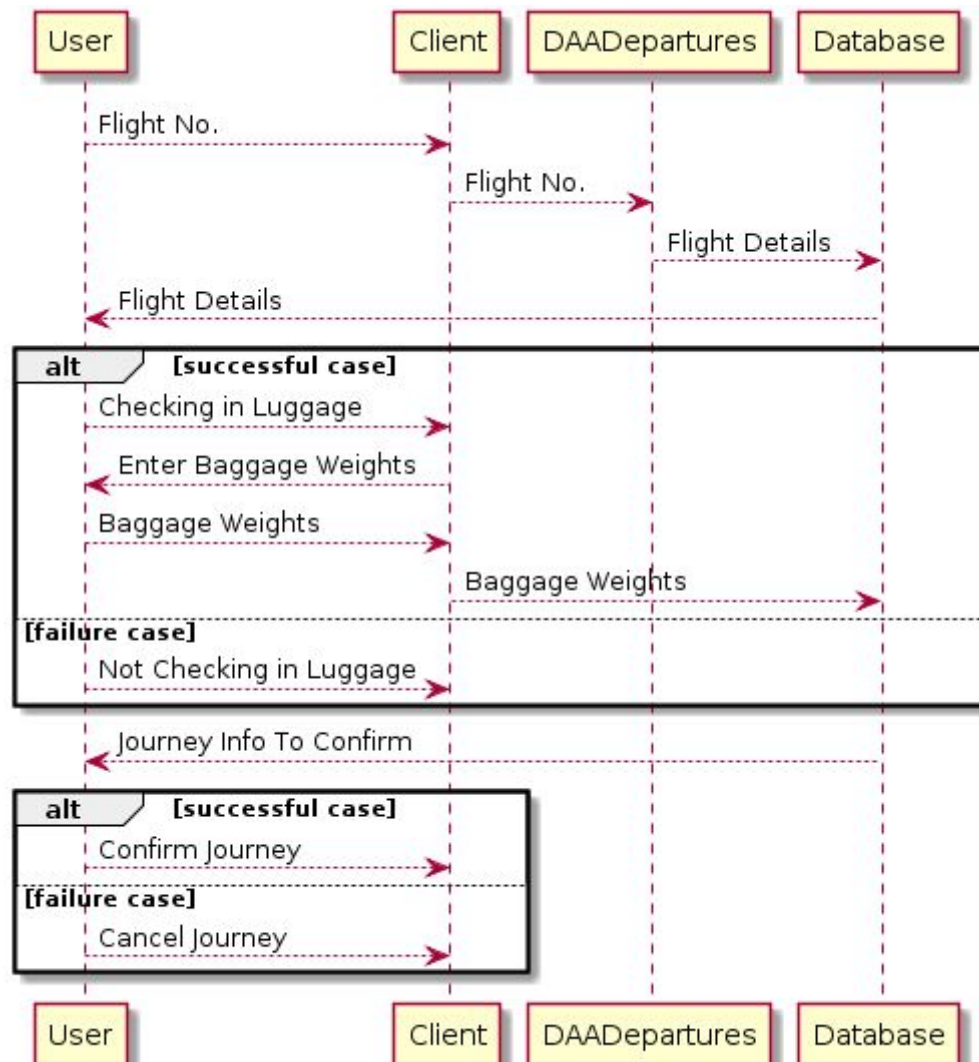 User Client DAADepartures Database
Flight No.
Flight No.
Flight Details
Flight Details
alt [successful case]
Checking in Luggage
Enter Baggage Weights
Baggage Weights
Baggage Weights
[failure case]
Not Checking in Luggage
Journey Info To Confirm
alt [successful case]
Confirm Journey
[failure case]
Cancel Journey
User Client DAADepartures Database